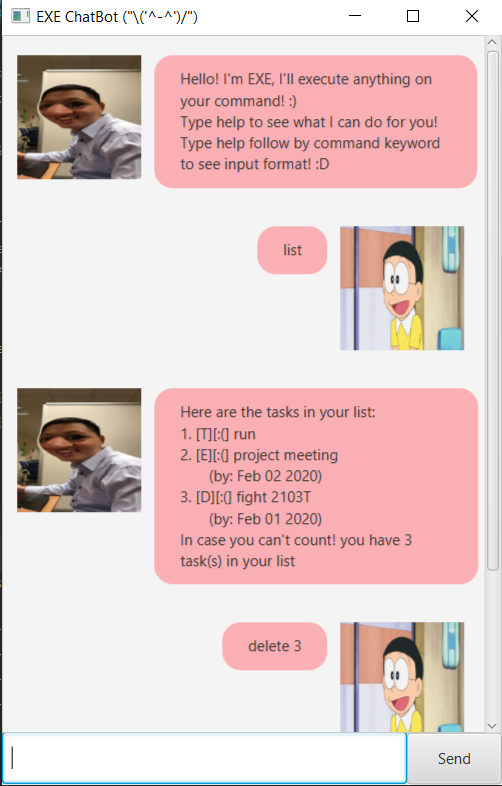 EXE ChatBot ("\('^-^')/")
Hello! I'm EXE, I'll execute anything on
your command! :)
Type help to see what I can do for you!
Type help follow by command keyword
to see input format! :D
list
Here are the tasks in your list:
1. [T][:(] run
2. [E][:(] project meeting
(by: Feb 02 2020)
3. [D][:(] fight 2103T
(by: Feb 01 2020)
In case you can't count! you have 3
task(s) in your list
delete 3
Send